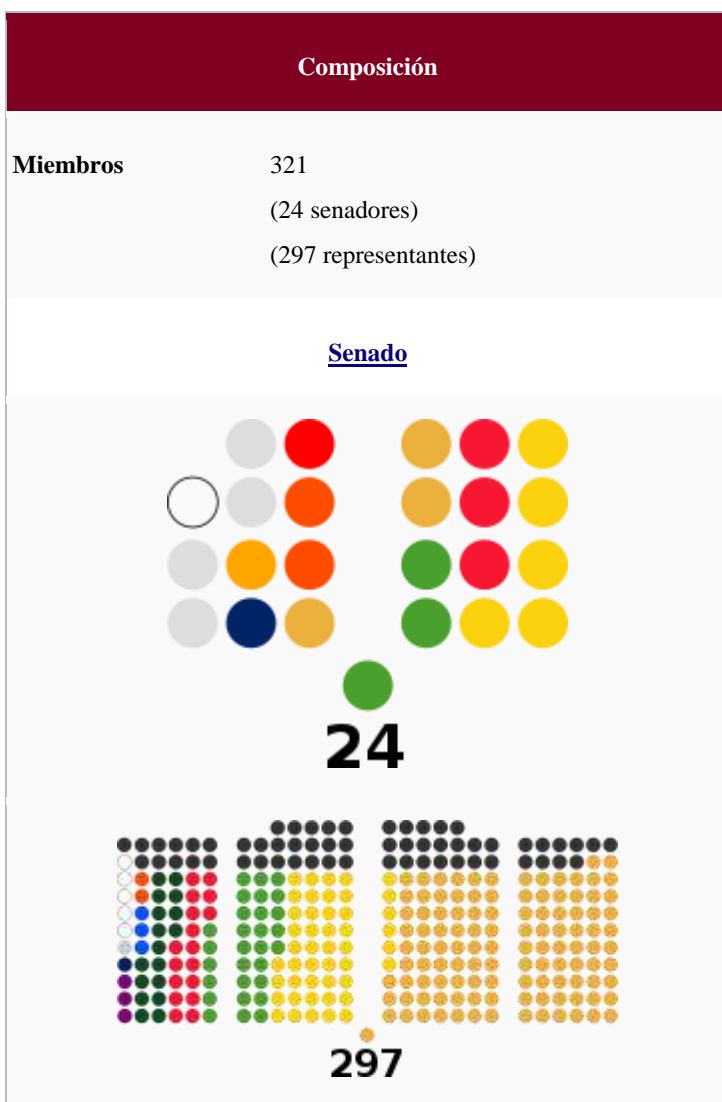 Composición
Miembros 321
(24 senadores)
(297 representantes)
Senado
24
297